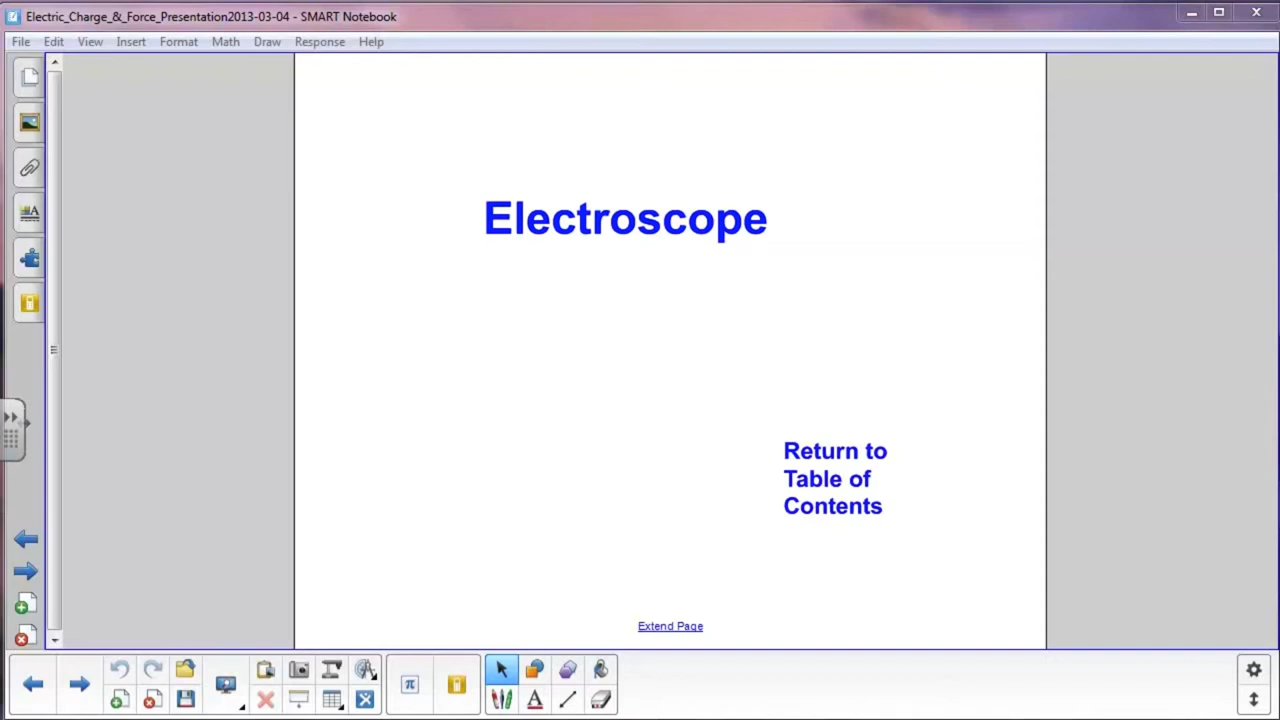 Electric_Charge_&_Force_Presentation2013-03-04 - SMART Notebook
File Edit View Insert Format Math Draw Response Help
Electroscope
Return to
Table of
Contents
Extend Page